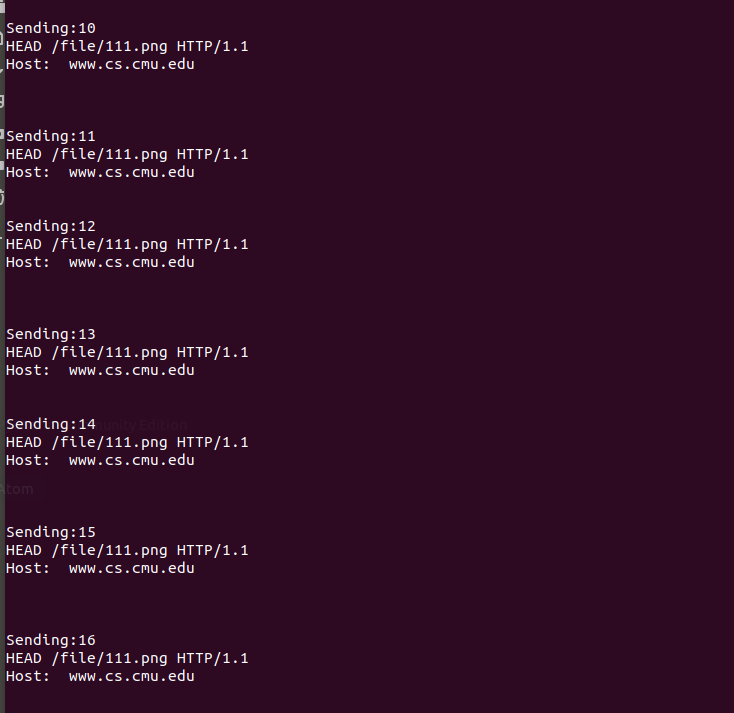 Sending:10
HEAD /file/111.png HTTP/1.1
Host:  www.cs.cmu.edu
Sending:11
HEAD /file/111.png HTTP/1.1
Host:  www.cs.cmu.edu
Sending:12
HEAD /file/111.png HTTP/1.1
Host:  www.cs.cmu.edu
Sending:13
HEAD /file/111.png HTTP/1.1
Host:  www.cs.cmu.edu
Sending:14
unity Edition
HEAD /file/111.png HTTP/1.1
Host:  www.cs.cmu.edu
Atom
Sending:15
HEAD /file/111.png HTTP/1.1
Host:  www.cs.cmu.edu
Sending:16
HEAD /file/111.png HTTP/1.1
Host:  www.cs.cmu.edu